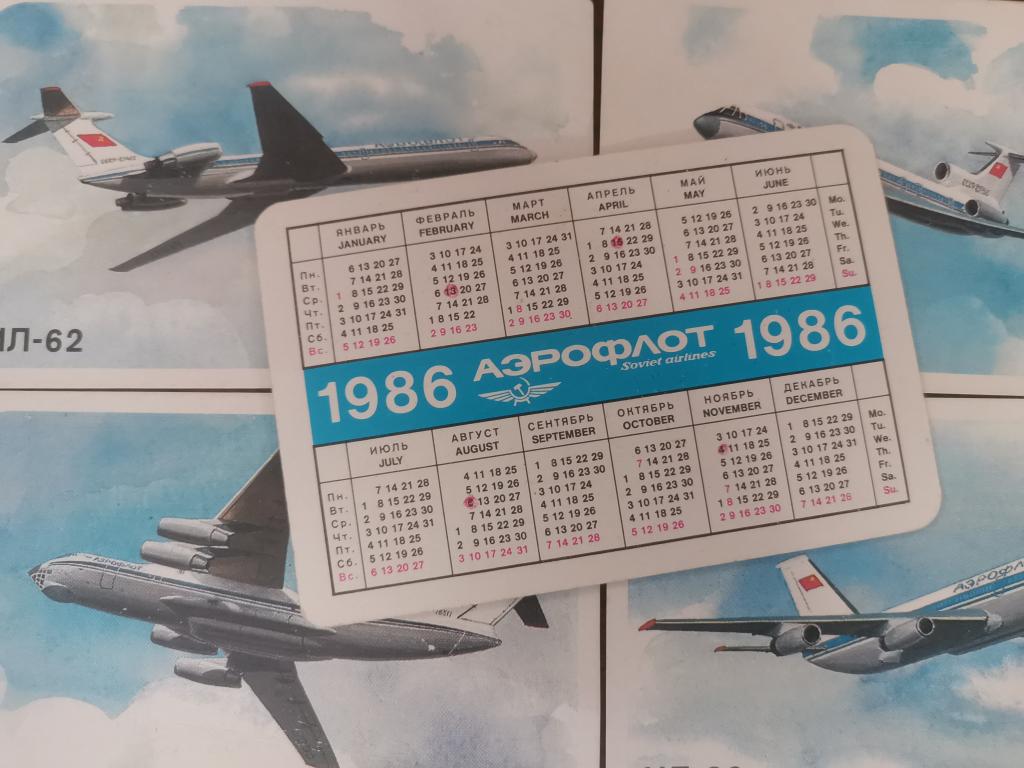 ИЛ-62
ЯНВАРЬ ФЕВРАЛЬ МАРТ АПРЕЛЬ МАЙ ИЮНЬ
JANUARY FEBRUARY MARCH APRIL MAY JUNE
Пн. 6 13 20 27 3 10 17 24 3 10 17 24 31 7 14 21 28 5 12 19 26 2 9 16 23 30 Mo.
Вт. 7 14 21 28 4 11 18 25 4 11 18 25 1 8 15 22 29 6 13 20 27 3 10 17 24 Tu.
Ср. 1 8 15 22 29 5 12 19 26 5 12 19 26 2 9 16 23 30 7 14 21 28 4 11 18 25 We.
Чт. 2 9 16 23 30 6 13 20 27 6 13 20 27 3 10 17 24 1 8 15 22 29 5 12 19 26 Th.
Пт. 3 10 17 24 31 7 14 21 28 7 14 21 28 4 11 18 25 2 9 16 23 30 6 13 20 27 Fr.
Сб. 4 11 18 25 1 8 15 22 1 8 15 22 29 5 12 19 26 3 10 17 24 31 7 14 21 28 Sa.
Вс. 5 12 19 26 2 9 16 23 2 9 16 23 30 6 13 20 27 4 11 18 25 1 8 15 22 29 Su.
1986 АЭРОФЛОТ 1986
Soviet airlines
ИЮЛЬ АВГУСТ СЕНТЯБРЬ ОКТЯБРЬ НОЯБРЬ ДЕКАБРЬ
JULY AUGUST SEPTEMBER OCTOBER NOVEMBER DECEMBER
Пн. 7 14 21 28 4 11 18 25 1 8 15 22 29 6 13 20 27 3 10 17 24 1 8 15 22 29 Mo.
Вт. 1 8 15 22 29 5 12 19 26 2 9 16 23 30 7 14 21 28 4 11 18 25 2 9 16 23 30 Tu.
Ср. 2 9 16 23 30 6 13 20 27 3 10 17 24 1 8 15 22 29 5 12 19 26 3 10 17 24 31 We.
Чт. 3 10 17 24 31 7 14 21 28 4 11 18 25 2 9 16 23 30 6 13 20 27 4 11 18 25 Th.
Пт. 4 11 18 25 1 8 15 22 29 5 12 19 26 3 10 17 24 31 7 14 21 28 5 12 19 26 Fr.
Сб. 5 12 19 26 2 9 16 23 30 6 13 20 27 4 11 18 25 1 8 15 22 29 6 13 20 27 Sa.
Вс. 6 13 20 27 3 10 17 24 31 7 14 21 28 5 12 19 26 2 9 16 23 30 7 14 21 28 Su.
АЭРОФЛОТ
АЭРОФЛ